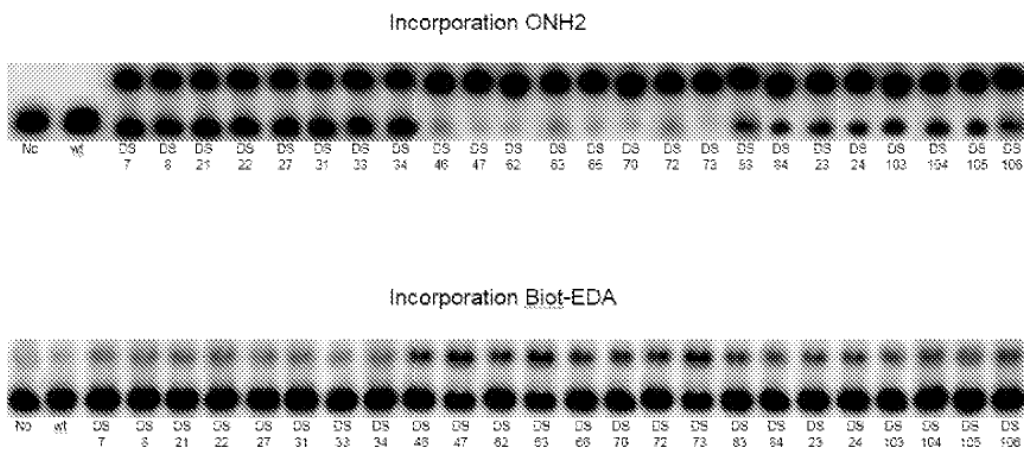 Incorporation ONH2
Nc wt DS DS DS DS DS DS DS DS DS DS DS DS DS DS DS DS DS DS DS DS DS DS DS DS
7 8 21 22 27 31 33 34 46 47 62 63 66 70 72 73 84 23 24 103 104 105 106
Incorporation Biot-EDA
No wt DS DS DS DS DS DS DS DS DS DS DS DS DS DS DS DS DS DS DS DS DS DS DS DS
7 8 21 22 27 31 33 34 46 47 62 63 66 70 72 73 83 84 23 24 103 104 105 106